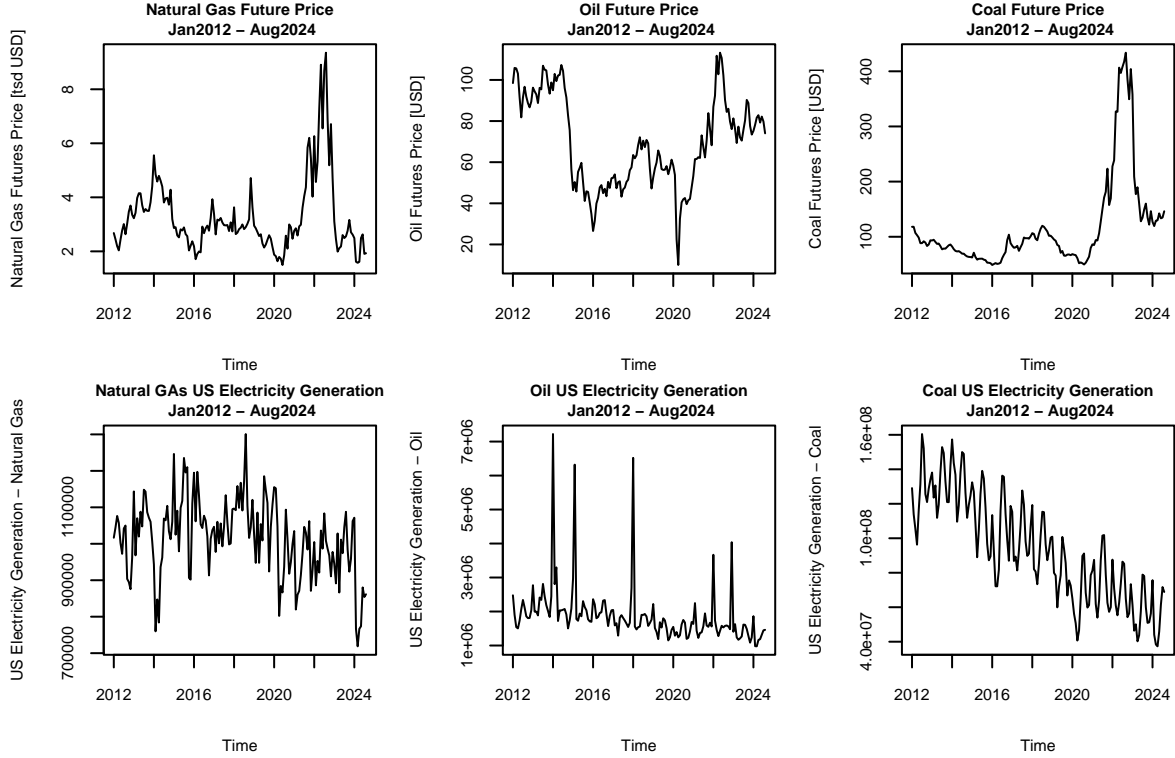 Natural Gas Future Price
Jan2012 – Aug2024
Natural Gas Futures Price [tsd USD]
8
6
4
2
2012 2016 2020 2024
Time
Oil Future Price
Jan2012 – Aug2024
Oil Futures Price [USD]
100
80
60
40
20
2012 2016 2020 2024
Time
Coal Future Price
Jan2012 – Aug2024
Coal Futures Price [USD]
400
300
200
100
2012 2016 2020 2024
Time
Natural GAs US Electricity Generation
Jan2012 – Aug2024
US Electricity Generation – Natural Gas
1100000
900000
700000
2012 2016 2020 2024
Time
Oil US Electricity Generation
Jan2012 – Aug2024
US Electricity Generation – Oil
7e+06
5e+06
3e+06
1e+06
2012 2016 2020 2024
Time
Coal US Electricity Generation
Jan2012 – Aug2024
US Electricity Generation – Coal
1.6e+08
1.0e+08
4.0e+07
2012 2016 2020 2024
Time